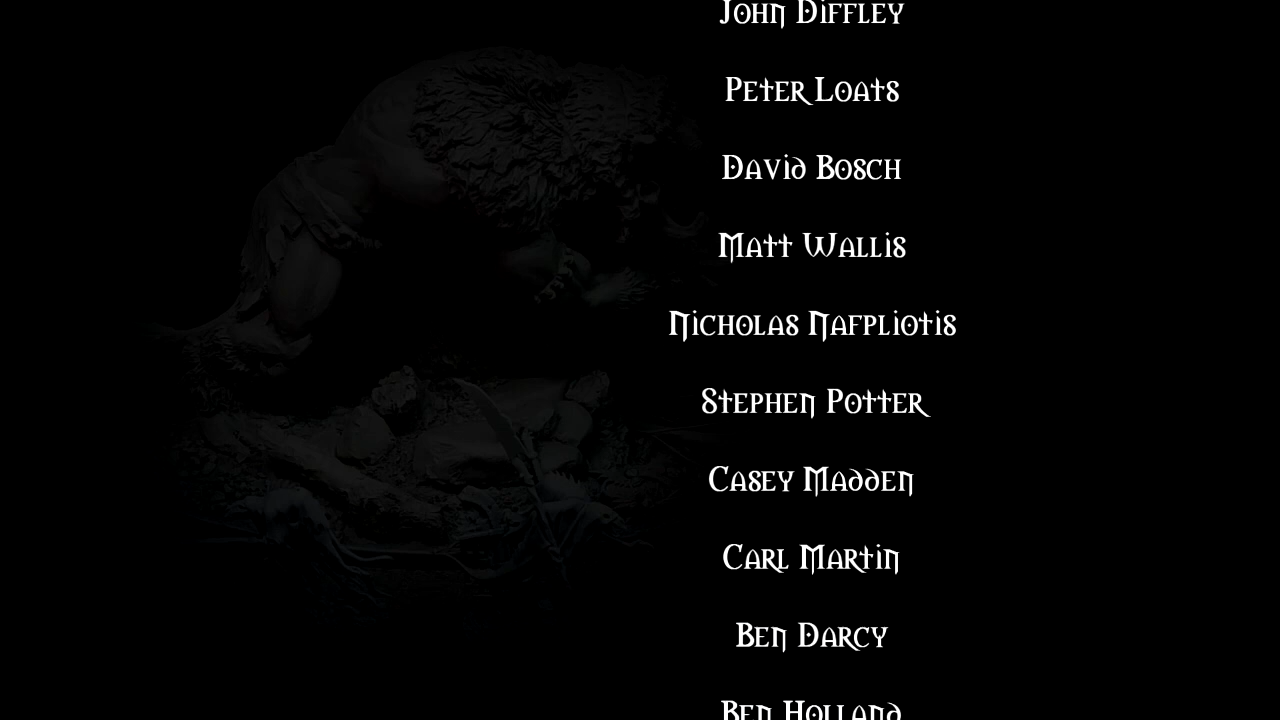 John Diffley
Peter Loats
David Bosch
Matt Wallis
Nicholas Nafpliotis
Stephen Potter
Casey Madden
Carl Martin
Ben Darcy
Ben Holland